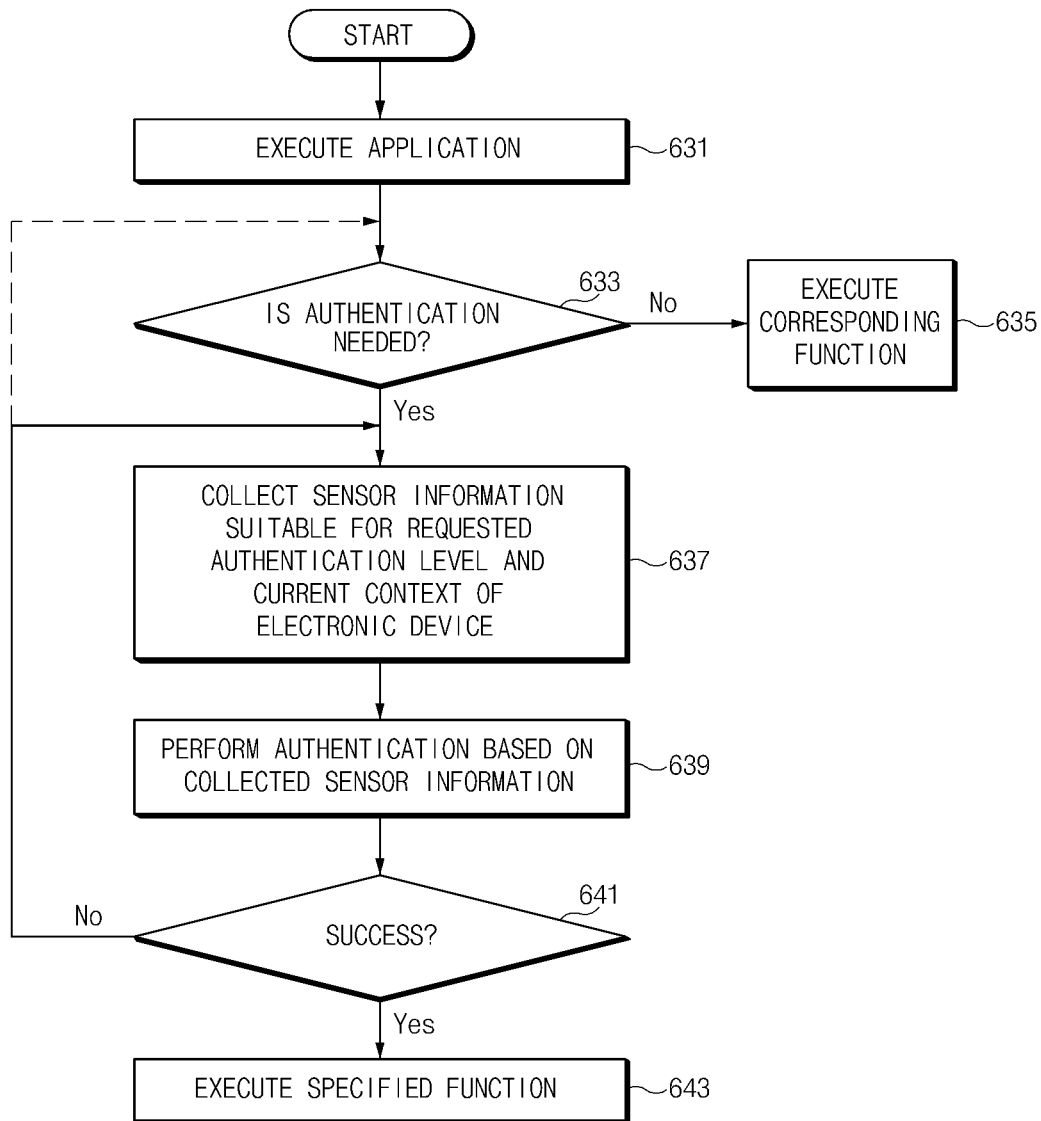 START
EXECUTE APPLICATION
631
633
IS AUTHENTICATION
NEEDED?
No
EXECUTE
CORRESPONDING
FUNCTION
635
Yes
COLLECT SENSOR INFORMATION
SUITABLE FOR REQUESTED
AUTHENTICATION LEVEL AND
CURRENT CONTEXT OF
ELECTRONIC DEVICE
637
PERFORM AUTHENTICATION BASED ON
COLLECTED SENSOR INFORMATION
639
641
No
SUCCESS?
Yes
EXECUTE SPECIFIED FUNCTION
643